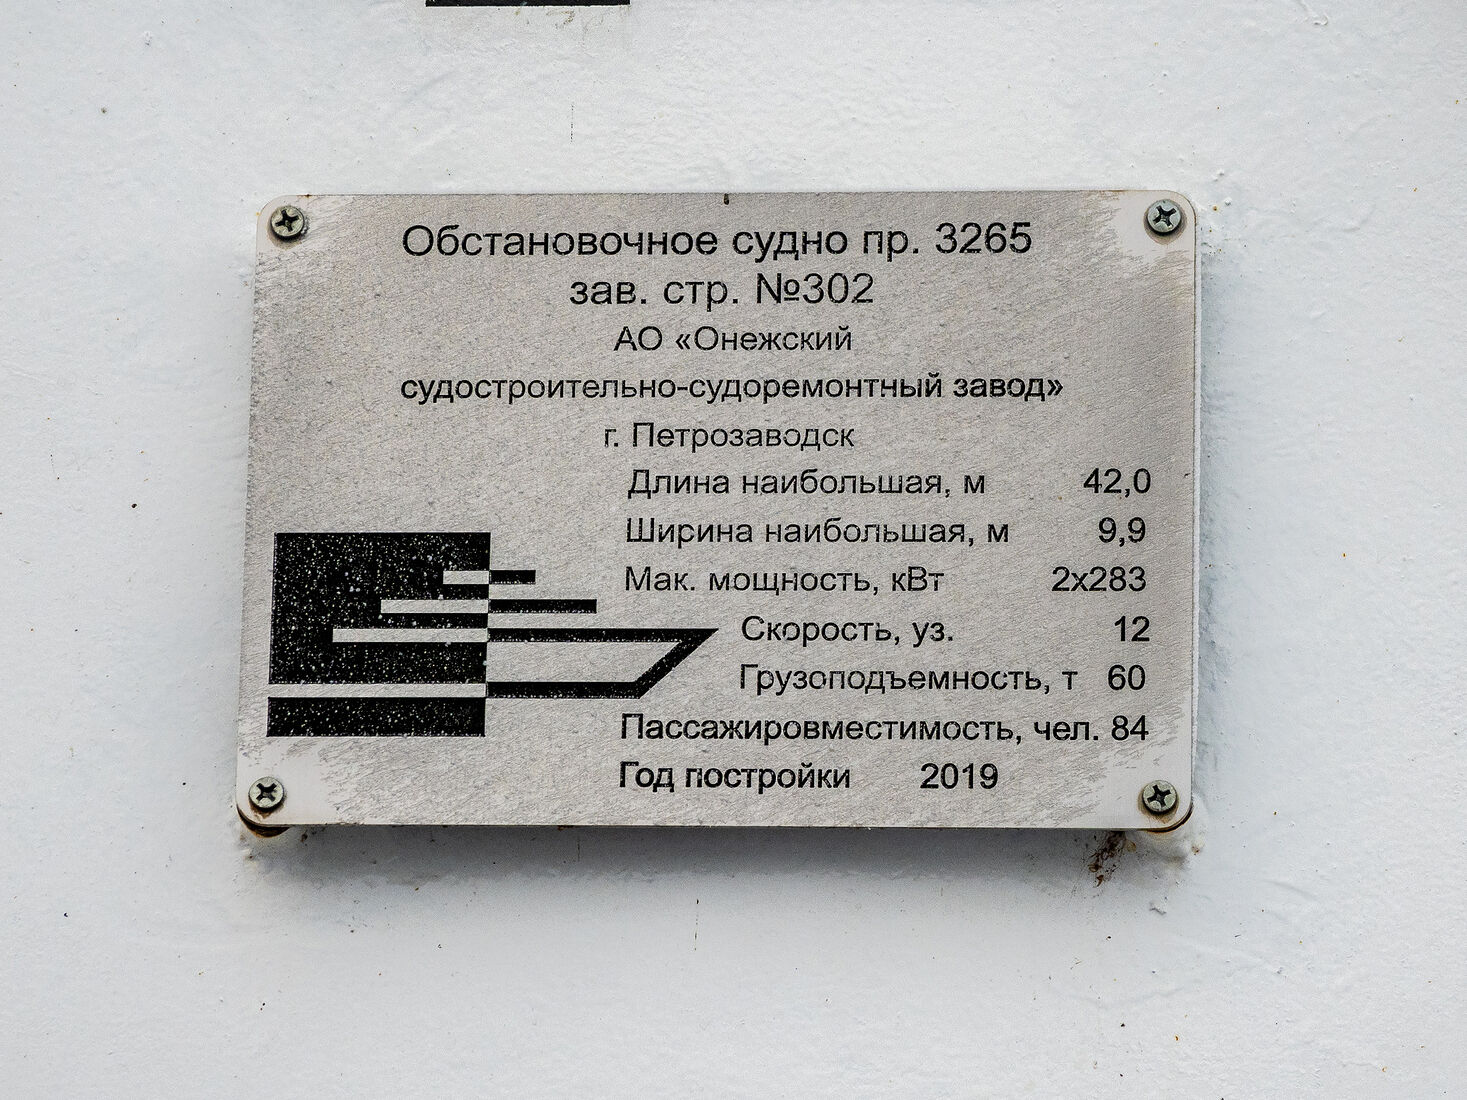 Обстановочное судно пр. 3265
зав. стр. №302
АО «Онежский
судостроительно-судоремонтный завод»
г. Петрозаводск
Длина наибольшая, м 42,0
Ширина наибольшая, м 9,9
Мак. мощность, кВт 2х283
Скорость, уз. 12
Грузоподъемность, т 60
Пассажировместимость, чел. 84
Год постройки 2019